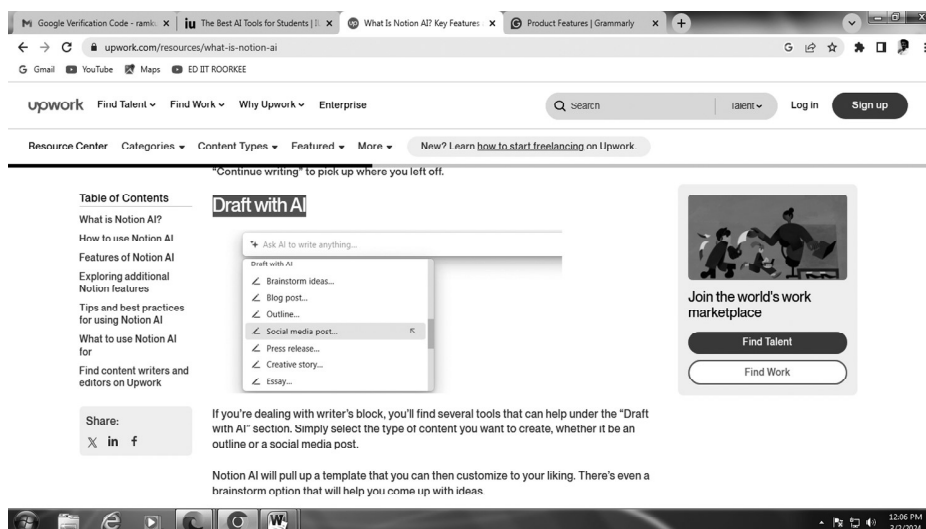 Google Verification Code - ramk
The Best AI Tools for Students | I
What Is Notion AI? Key Features
Product Features | Grammarly
upwork.com/resources/what-is-notion-ai
Gmail YouTube Maps ED IIT ROORKEE
upwork Find Talent Find Work Why Upwork Enterprise Search Talent Log in Sign up
Resource Center Categories Content Types Featured More New? Learn how to start freelancing on Upwork.
"Continue writing" to pick up where you left off.
Table of Contents
What is Notion AI?
How to use Notion AI
Features of Notion AI
Exploring additional
Notion features
Tips and best practices
for using Notion AI
What to use Notion AI
for
Find content writers and
editors on Upwork
Share:
Draft with AI
Ask AI to write anything...
Draft with AI
Brainstorm ideas...
Blog post...
Outline...
Social media post...
Press release...
Creative story...
Essay...
If you're dealing with writer's block, you'll find several tools that can help under the "Draft
with AI" section. Simply select the type of content you want to create, whether it be an
outline or a social media post.
Notion AI will pull up a template that you can then customize to your liking. There's even a
brainstorm option that will help you come up with ideas
Join the world's work
marketplace
Find Talent
Find Work
12:06 PM
2/2/2024